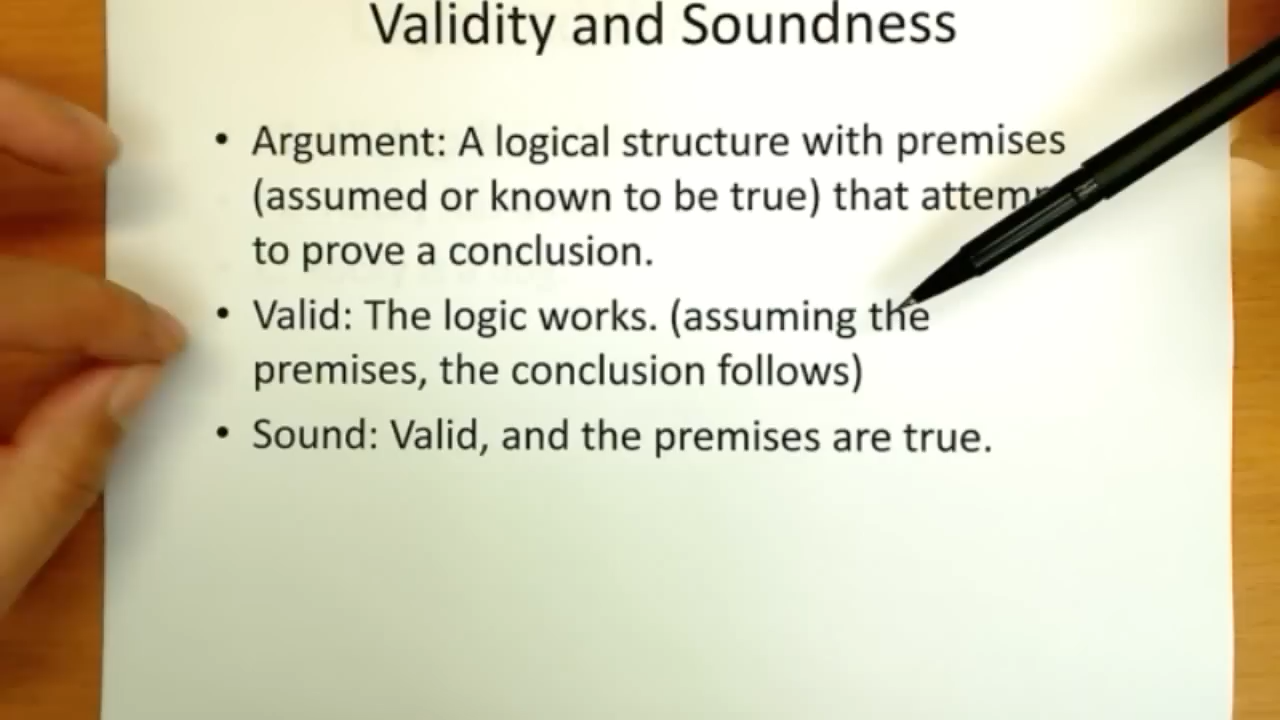 Validity and Soundness
• Argument: A logical structure with premises
(assumed or known to be true) that
to prove a conclusion.
• Valid: The logic works. (assuming the
premises, the conclusion follows)
• Sound: Valid, and the premises are true.